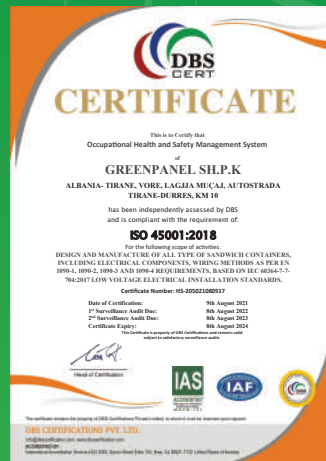 DBS
CERT
CERTIFICATE
This is to Certify that
Occupational Health and Safety Management System
of
GREENPANEL SH.P.K
ALBANIA- TIRANE, VORE, LAGJJA MUÇAJ, AUTOSTRADA
TIRANE-DURRES, KM 10
has been independently assessed by DBS
and is compliant with the requirement of:
ISO 45001:2018
For the following scope of activities:
DESIGN AND MANUFACTURE OF ALL TYPE OF SANDWICH CONTAINERS,
INCLUDING ELECTRICAL COMPONENTS, WIRING METHODS AS PER EN
1090-1, 1090-2, 1090-3 AND 1090-4 REQUIREMENTS. BASED ON IEC 60364-7-7-
704:2017 LOW VOLTAGE ELECTRICAL INSTALLATION STANDARDS.
Certificate Number: HS-205021080917
Date of Certification: 9th August 2021
1st Surveillance Audit Due: 9th August 2022
2nd Surveillance Audit Due: 9th August 2023
Certificate Expiry: 8th August 2024
This Certificate is property of DBS Certifications and remains valid
subject to satisfactory surveillance audits.
Head of Certification
IAS
ACCREDITED
IAF
DBS CERTIFICATIONS PVT. LTD.
ACCREDITED BY :